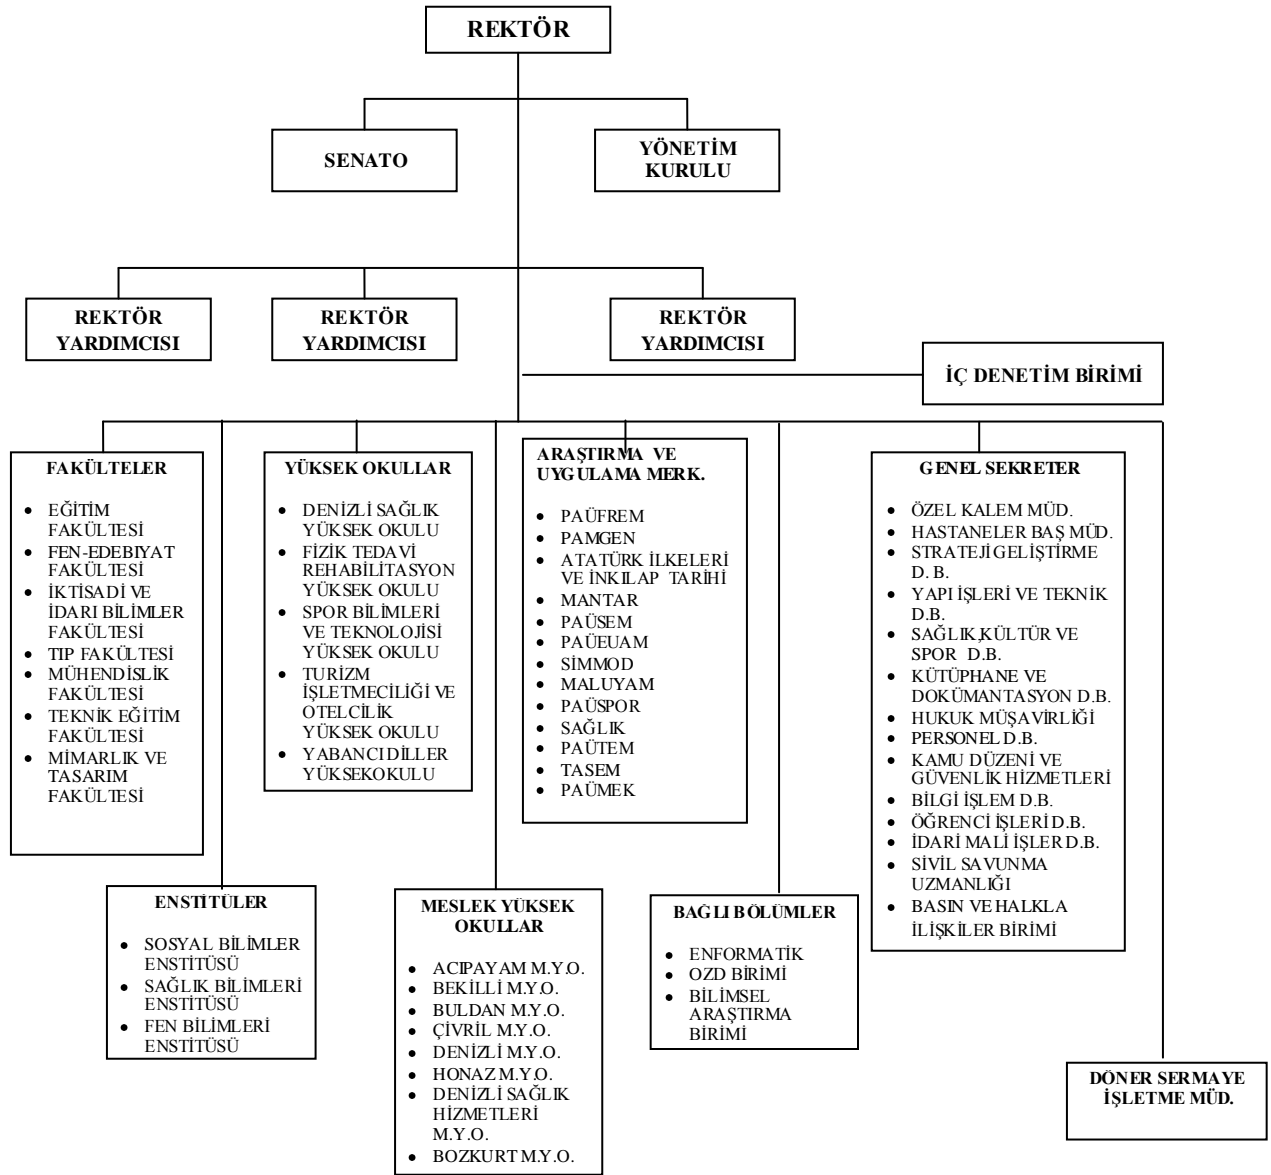 REKTÖR
SENATO
YÖNETİM
KURULU
REKTÖR
YARDIMCISI
REKTÖR
YARDIMCISI
REKTÖR
YARDIMCISI
İÇ DENETİM BİRİMİ
FAKÜLTELER
• EĞİTİM
FAKÜLTESİ
• FEN-EDEBIYAT
FAKÜLTESİ
• İKTİSADİ VE
İDARI BİLİMLER
FAKÜLTESİ
• TIP FAKÜLTESİ
• MÜHENDİSLİK
FAKÜLTESİ
• TEKNİK EĞİTİM
FAKÜLTESİ
• MİMARLIK VE
TASARIM
FAKÜLTESİ
YÜKSEK OKULLAR
• DENİZLİ SAĞLIK
YÜKSEK OKULU
• FİZİK TEDAVİ
REHABİLİTASYON
YÜKSEK OKULU
• SPOR BİLİMLERİ
VE TEKNOLOJİSİ
YÜKSEK OKULU
• TURİZM
İŞLETMECİLİĞİ VE
OTELCİLİK
YÜKSEK OKULU
• YABANCI DİLLER
YÜKSEKOKULU
ARAŞTIRMA VE
UYGULAMA MERK.
• PAÜFREM
• PAMGEN
• ATATÜRK İLKELERİ
VE İNKILAP TARİHİ
• MANTAR
• PAÜSEM
• PAÜEUAM
• SİMMOD
• MALUYAM
• PAÜSPOR
• SAĞLIK
• PAÜTEM
• TASEM
• PAÜMEK
GENEL SEKRETER
• ÖZEL KALEM MÜD.
• HASTANELER BAŞ MÜD.
• STRATEJİ GELİŞTİRME
D. B.
• YAPI İŞLERİ VE TEKNİK
D.B.
• SAĞLIK,KÜLTÜR VE
SPOR D.B.
• KÜTÜPHANE VE
DOKÜMANTASYON D.B.
• HUKUK MÜŞAVİRLİĞİ
• PERSONEL D.B.
• KAMU DÜZENİ VE
GÜVENLİK HİZMETLERİ
• BİLGİ İŞLEM D.B.
• ÖĞRENCİ İŞLERİ D.B.
• İDARİ MALİ İŞLER D.B.
• SİVİL SAVUNMA
UZMANLIĞI
• BASIN VE HALKLA
İLİŞKİLER BİRİMİ
ENSTİTÜLER
• SOSYAL BİLİMLER
ENSTİTÜSÜ
• SAĞLIK BİLİMLERİ
ENSTİTÜSÜ
• FEN BİLİMLERİ
ENSTİTÜSÜ
MESLEK YÜKSEK
OKULLAR
• ACIPAYAM M.Y.O.
• BEKİLLİ M.Y.O.
• BULDAN M.Y.O.
• ÇİVRİL M.Y.O.
• DENİZLİ M.Y.O.
• HONAZ M.Y.O.
• DENİZLİ SAĞLIK
HİZMETLERİ
M.Y.O.
• BOZKURT M.Y.O.
BAĞLI BÖLÜMLER
• ENFORMATİK
• OZD BİRİMİ
• BİLİMSEL
ARAŞTIRMA
BİRİMİ
DÖNER SERMAYE
İŞLETME MÜD.